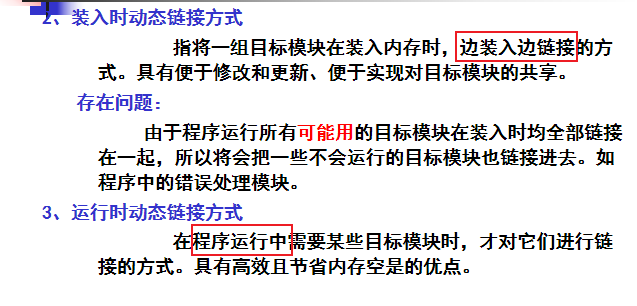 2、装入时动态链接方式
指将一组目标模块在装入内存时，边装入边链接的方
式。具有便于修改和更新、便于实现对目标模块的共享。
存在问题：
由于程序运行所有可能用的目标模块在装入时均全部链接
在一起，所以将会把一些不会运行的目标模块也链接进去。如
程序中的错误处理模块。
3、运行时动态链接方式
在程序运行中需要某些目标模块时，才对它们进行链
接的方式。具有高效且节省内存空是的优点。